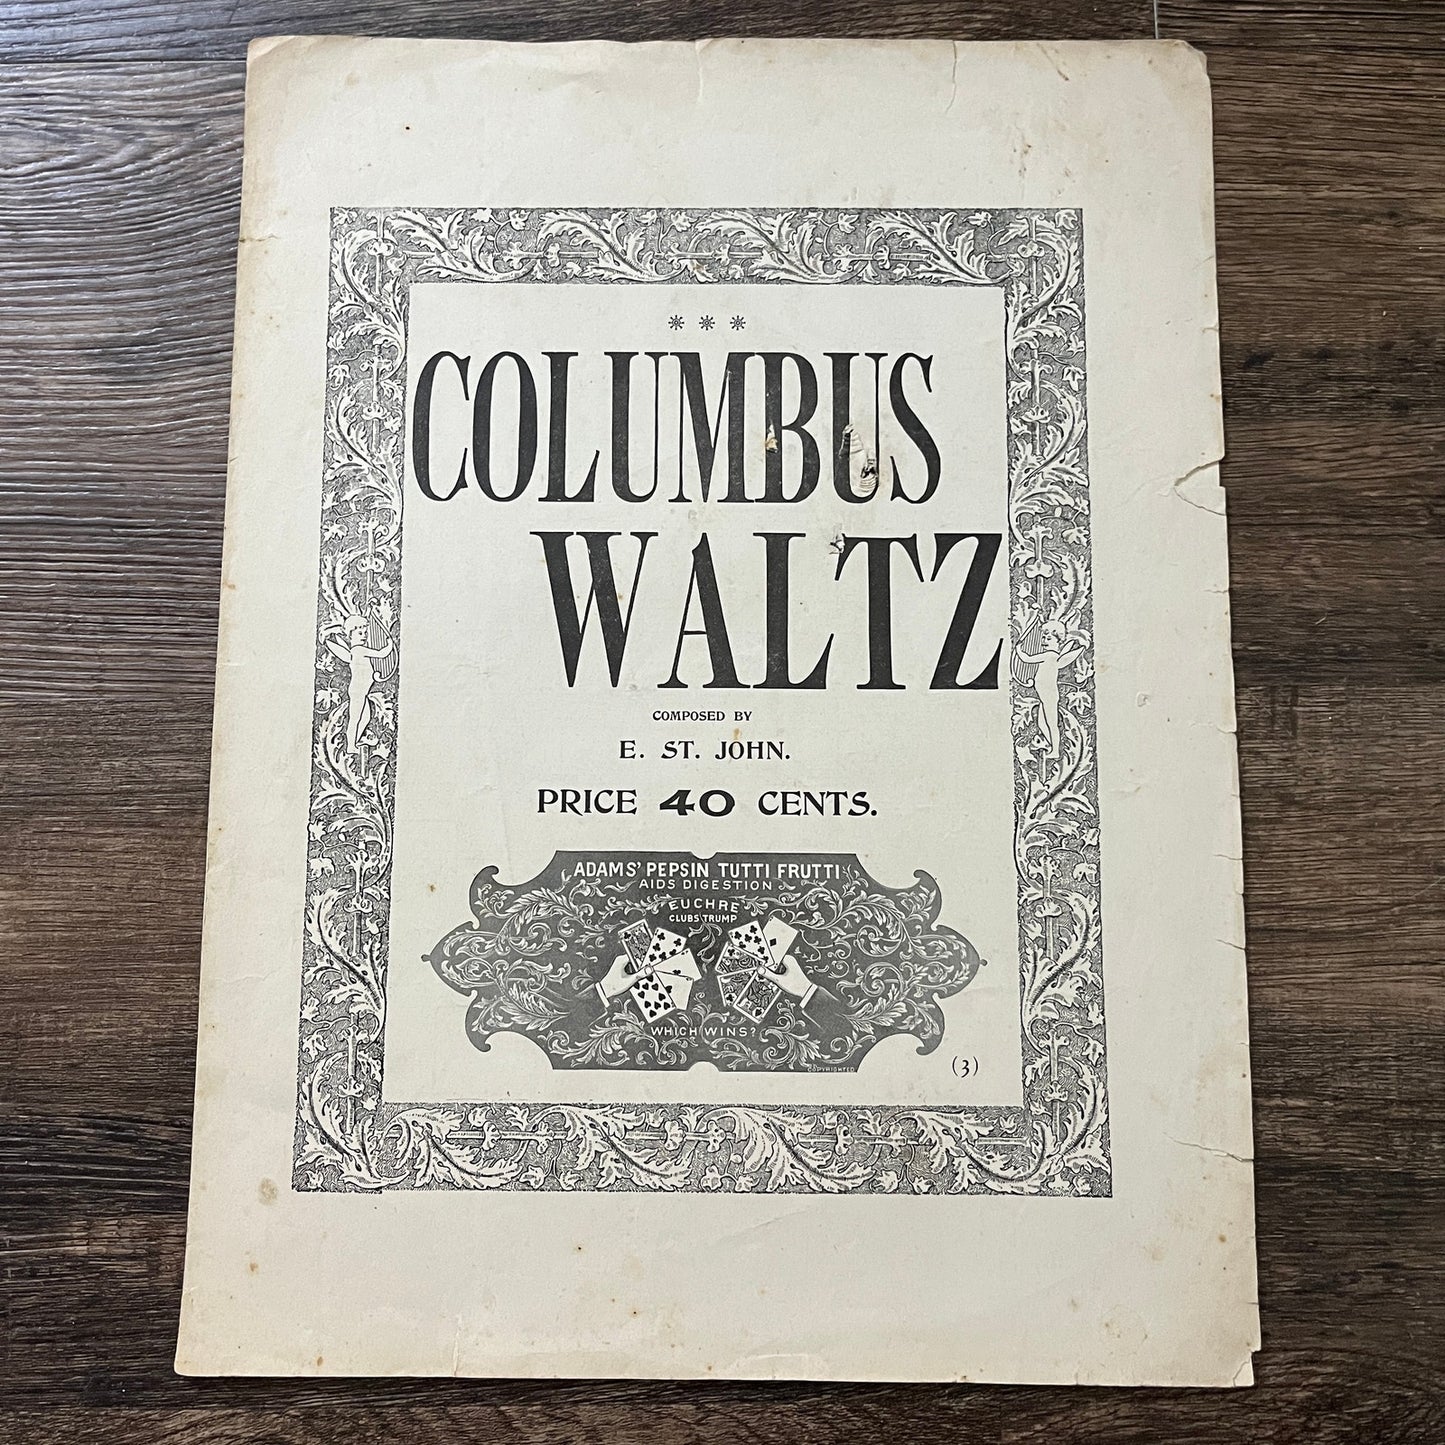 COLUMBUS
WALTZ
COMPOSED BY
E. ST. JOHN.
PRICE 40 CENTS.
ADAMS' PEPSIN TUTTI FRUTTI
AIDS DIGESTION
EUCHRE
CLUBS TRUMP
WHICH WINS?
COPYRIGHTED
(3)